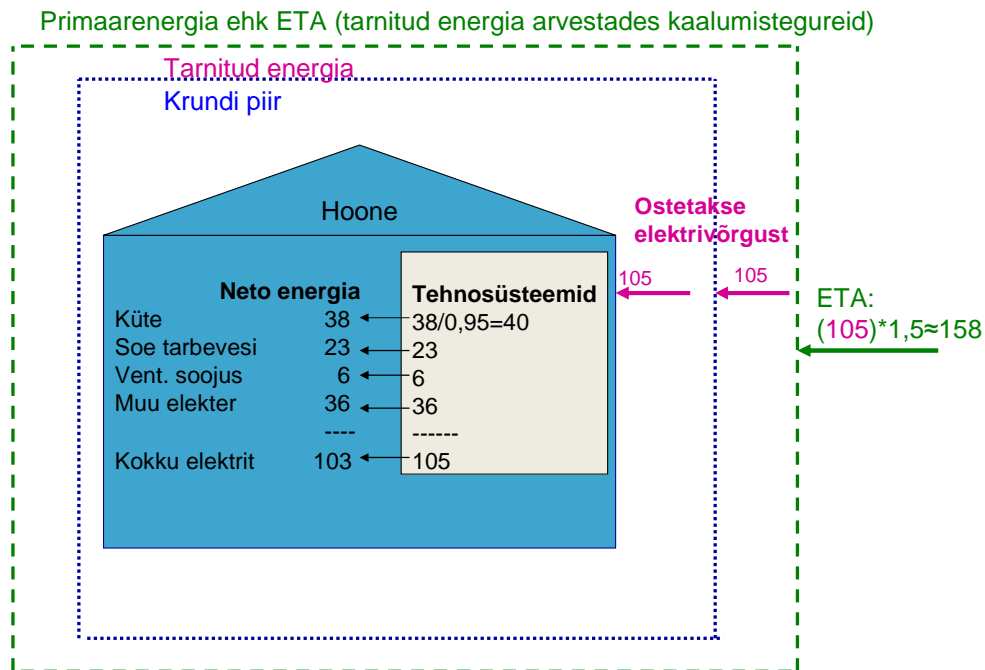 Primaarenergia ehk ETA (tarnitud energia arvestades kaalumistegureid)
Tarnitud energia
Krundi piir
Hoone
Ostetakse
elektrivõrgust
105
105
ETA:
(105)*1,5≈158
Neto energia
Tehnosüsteemid
Küte 38 38/0,95=40
Soe tarbevesi 23 23
Vent. soojus 6 6
Muu elekter 36 36
---- ------
Kokku elektrit 103 105